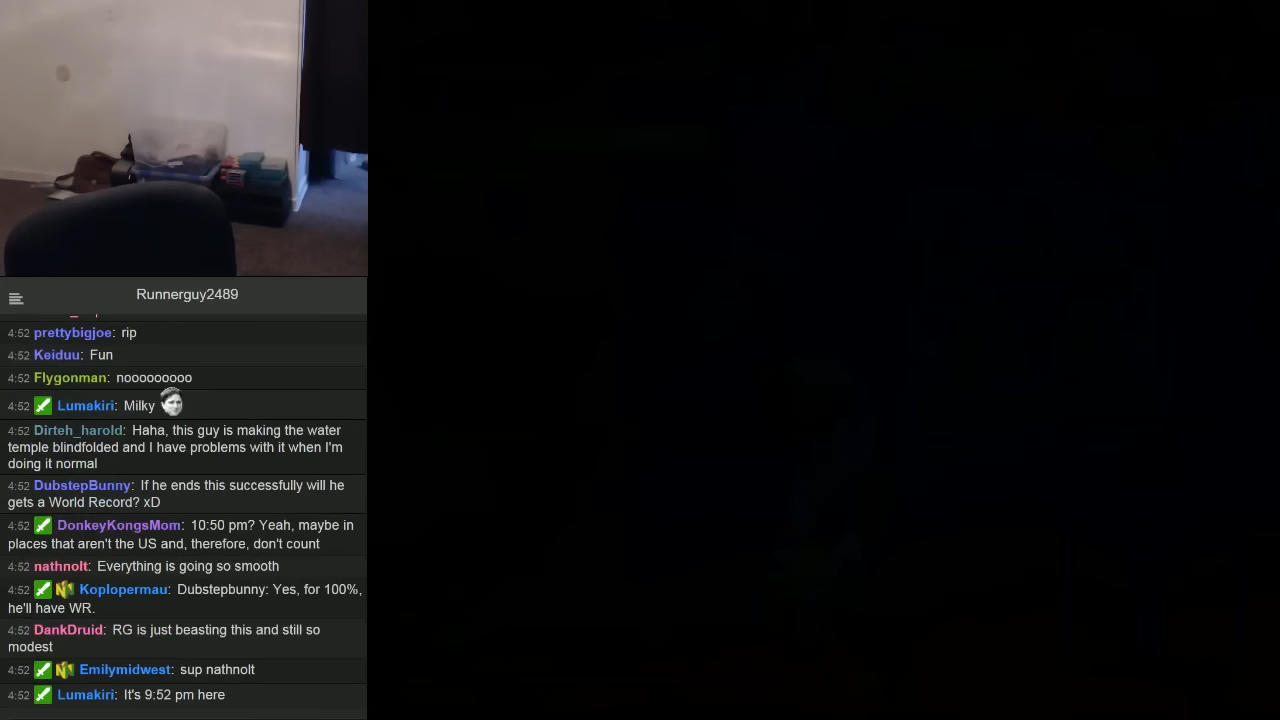 Runnerguy2489
4:52 prettybigjoe: rip
4:52 Keiduu: Fun
4:52 Flygonman: nooooooooo
4:52 Lumakiri: Milky
4:52 Dirteh_harold: Haha, this guy is making the water
temple blindfolded and I have problems with it when I'm
doing it normal
4:52 DubstepBunny: If he ends this successfully will he
gets a World Record? xD
4:52 DonkeyKongsMom: 10:50 pm? Yeah, maybe in
places that aren't the US and, therefore, don't count
4:52 nathnolt: Everything is going so smooth
4:52 Koplopermau: Dubstepbunny: Yes, for 100%,
he'll have WR.
4:52 DankDruid: RG is just beasting this and still so
modest
4:52 Emilymidwest: sup nathnolt
4:52 Lumakiri: It's 9:52 pm here